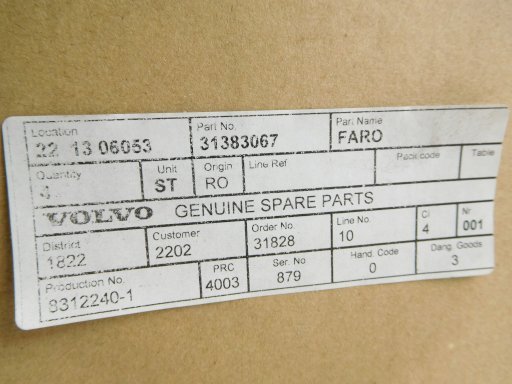 Location Part No. Part Name
22 13 06053 31383067 FARO
Quantity Unit Origin Line Ref Pack code Table
ST RO
VOLVO GENUINE SPARE PARTS
District Customer Order No. Line No. Cl Nr
1822 2202 31828 10 4 001
Production No. PRC Ser. No Hand. Code Dang. Goods
8312240-1 4003 879 0 3